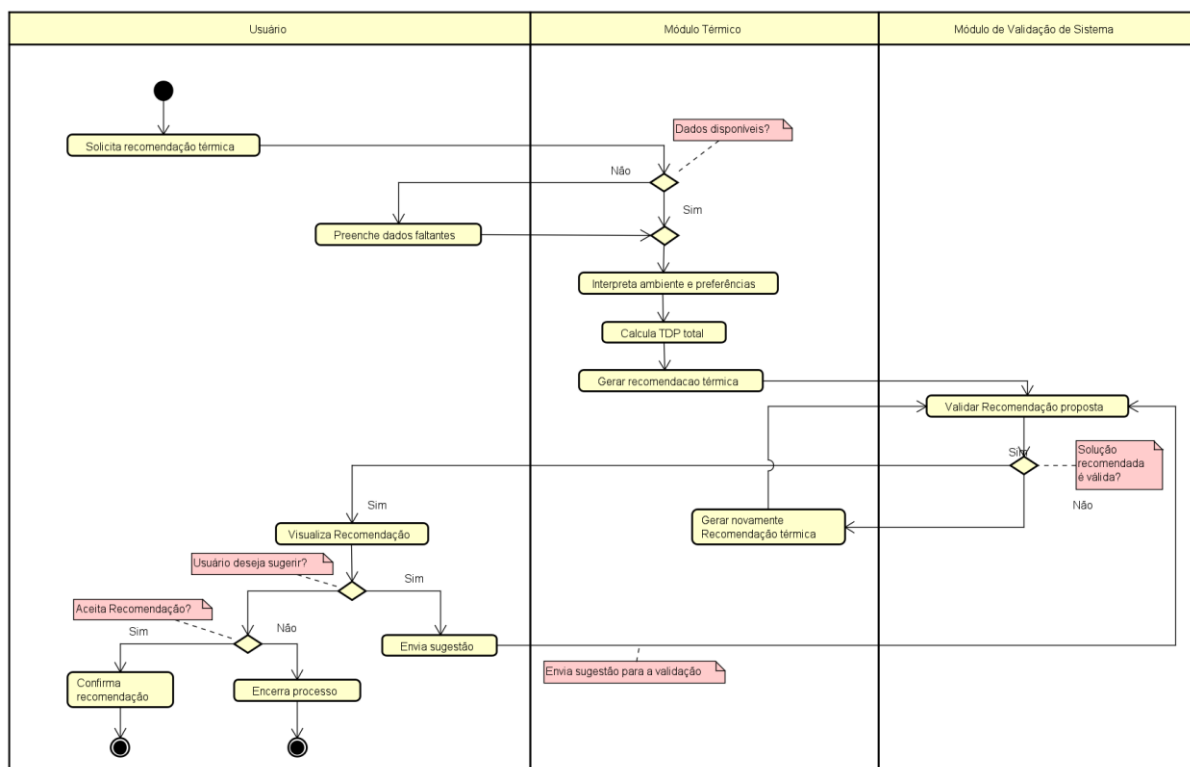 Usuário
Módulo Térmico
Módulo de Validação de Sistema
Dados disponíveis?
Solicita recomendação térmica
Não
Sim
Preenche dados faltantes
Interpreta ambiente e preferências
Calcula TDP total
Gerar recomendacao térmica
Validar Recomendação proposta
Sim
Solução
recomendada
é válida?
Sim
Não
Gerar novamente
Recomendação térmica
Visualiza Recomendação
Usuário deseja sugerir?
Sim
Aceita Recomendação?
Sim
Não
Envia sugestão
Envia sugestão para a validação
Confirma
recomendação
Encerra processo